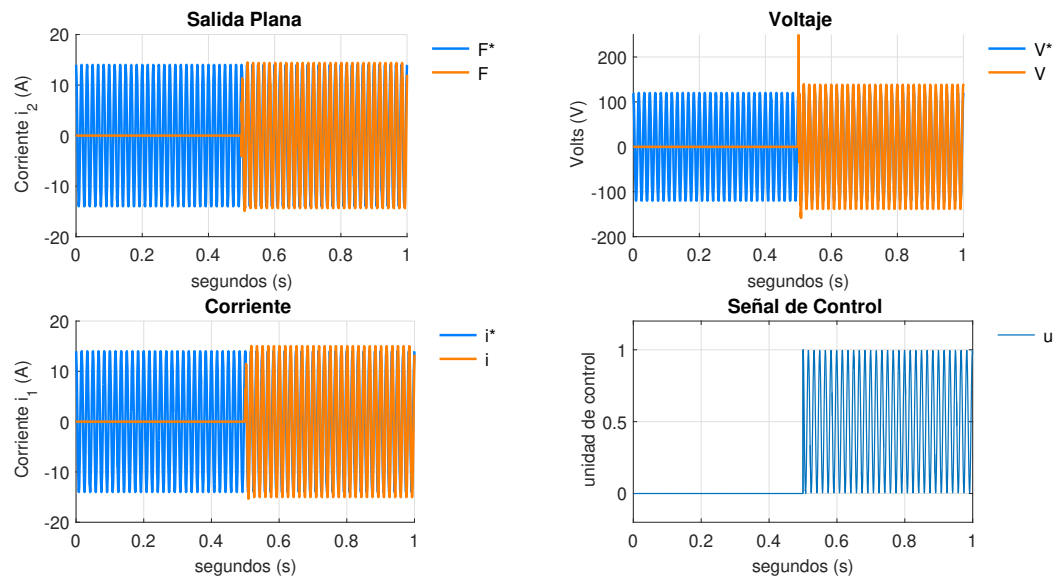 Salida Plana
20
10
0
-10
-20
Corriente i_2 (A)
0
0.2
0.4
0.6
0.8
1
segundos (s)
F*
F
Voltaje
200
100
0
-100
-200
Volts (V)
0
0.2
0.4
0.6
0.8
1
segundos (s)
V*
V
Corriente
20
10
0
-10
-20
Corriente i_1 (A)
0
0.2
0.4
0.6
0.8
1
segundos (s)
i*
i
Señal de Control
1
0.5
0
unidad de control
0
0.2
0.4
0.6
0.8
1
segundos (s)
u